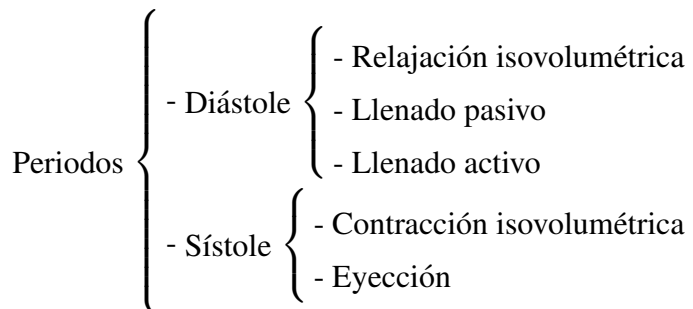 - Relajación isovolumétrica
- Diástole
- Llenado pasivo
- Llenado activo
Periodos
- Contracción isovolumétrica
- Sístole
- Eyección